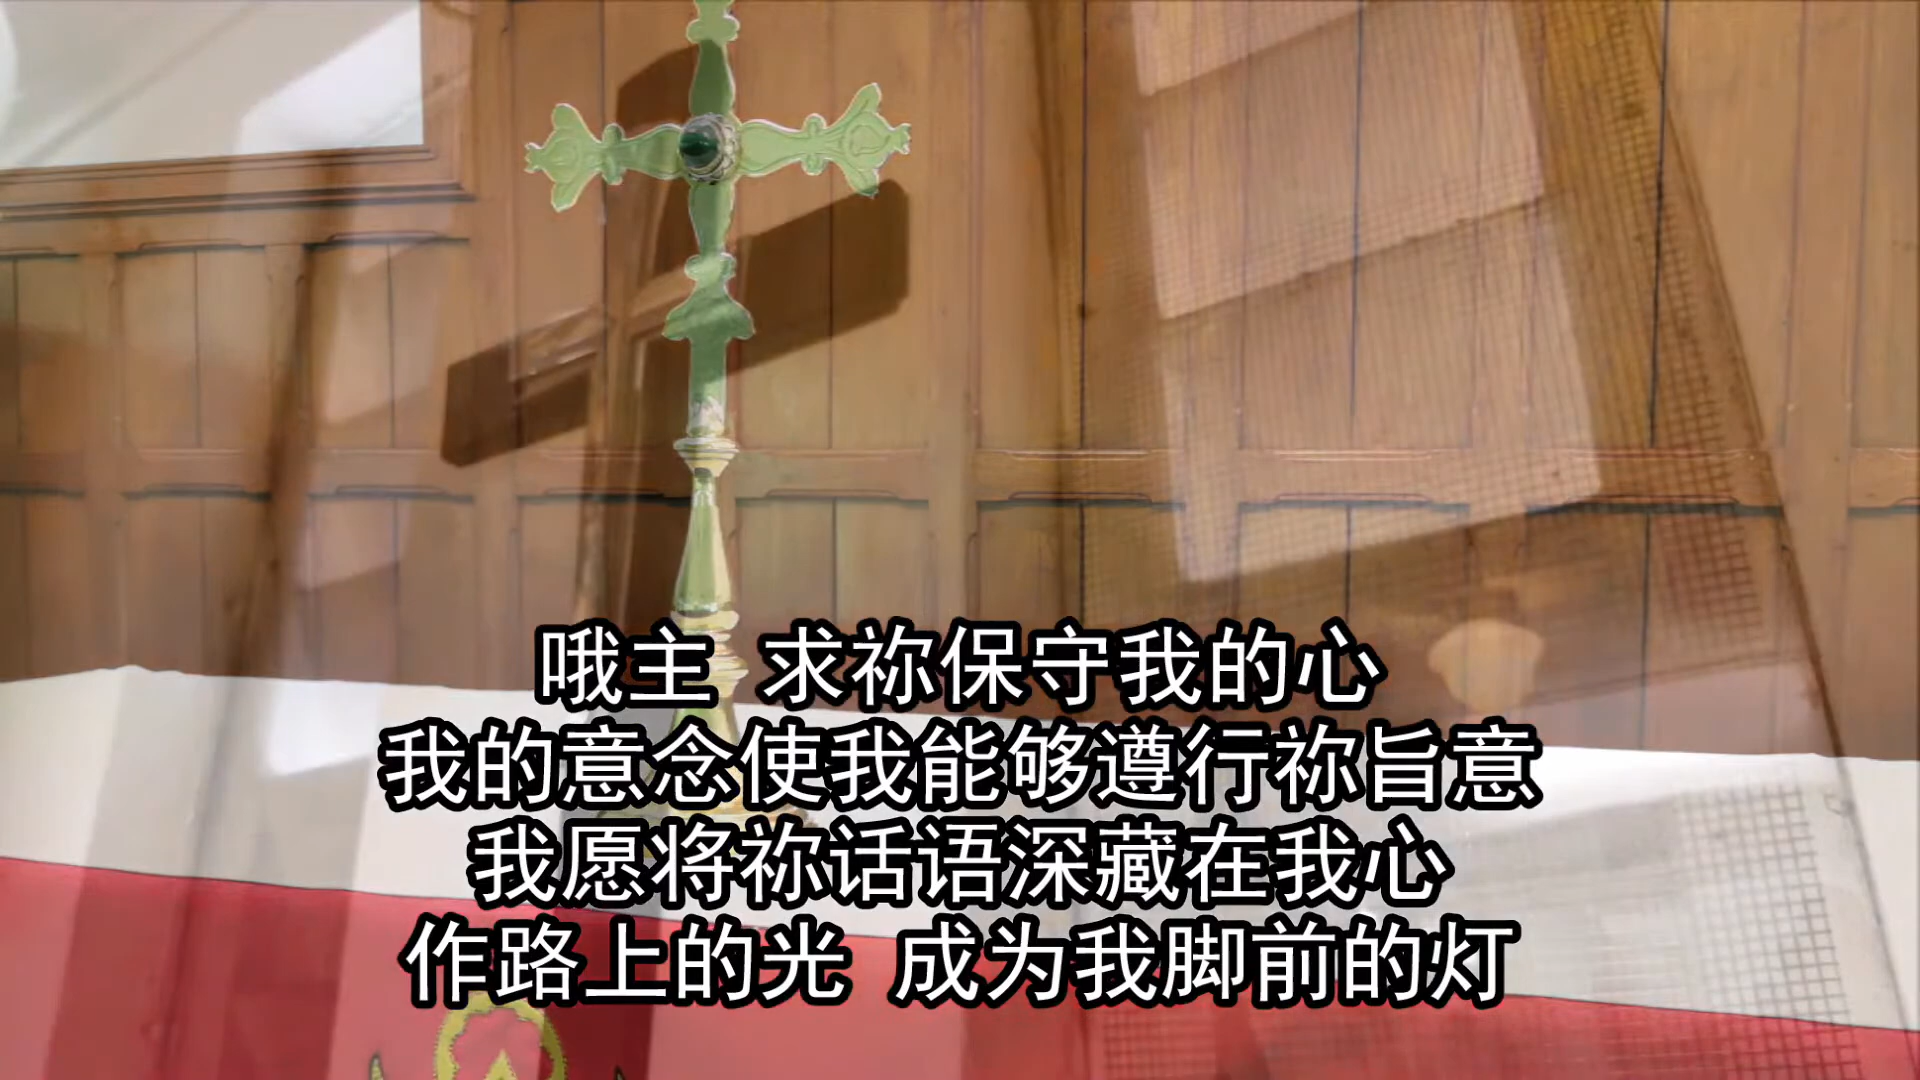 哦主 求祢保守我的心
我的意念使我能够遵行祢旨意
我愿将祢话语深藏在我心
作路上的光 成为我脚前的灯